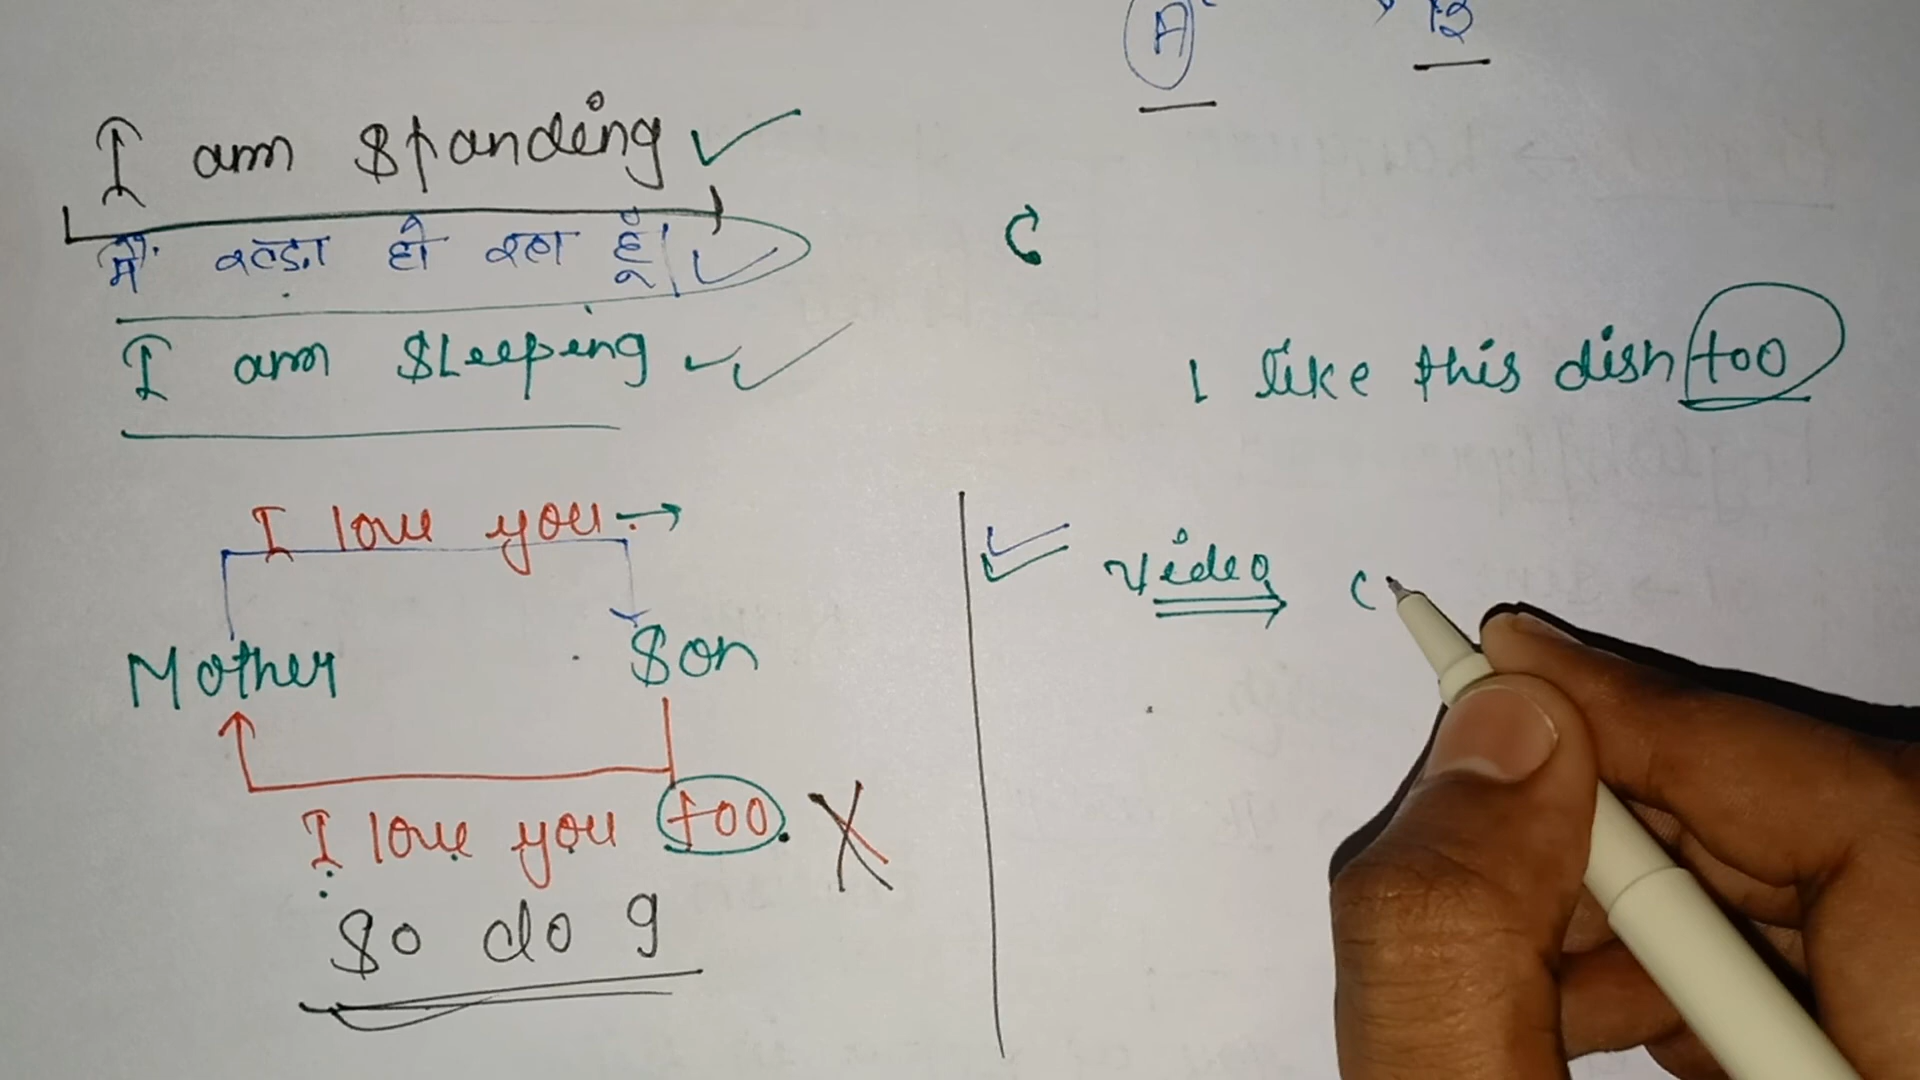 A
B
I am Standing
मैं खड़ा हो रहा हूँ।
C
I am Sleeping
I like this dish too
I love you. →
video c
Mother Son
I love you too.
So do I